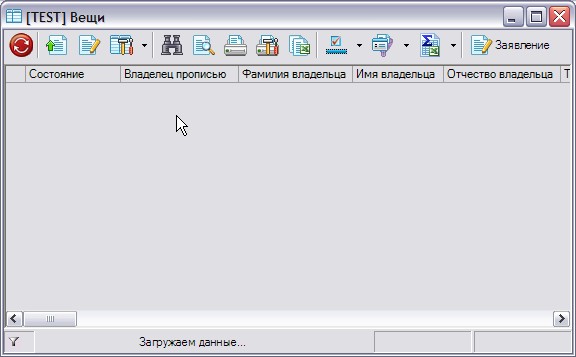 [TEST] Вещи
Заявление
Состояние Владелец прописью Фамилия владельца Имя владельца Отчество владельца Т
Загружаем данные...